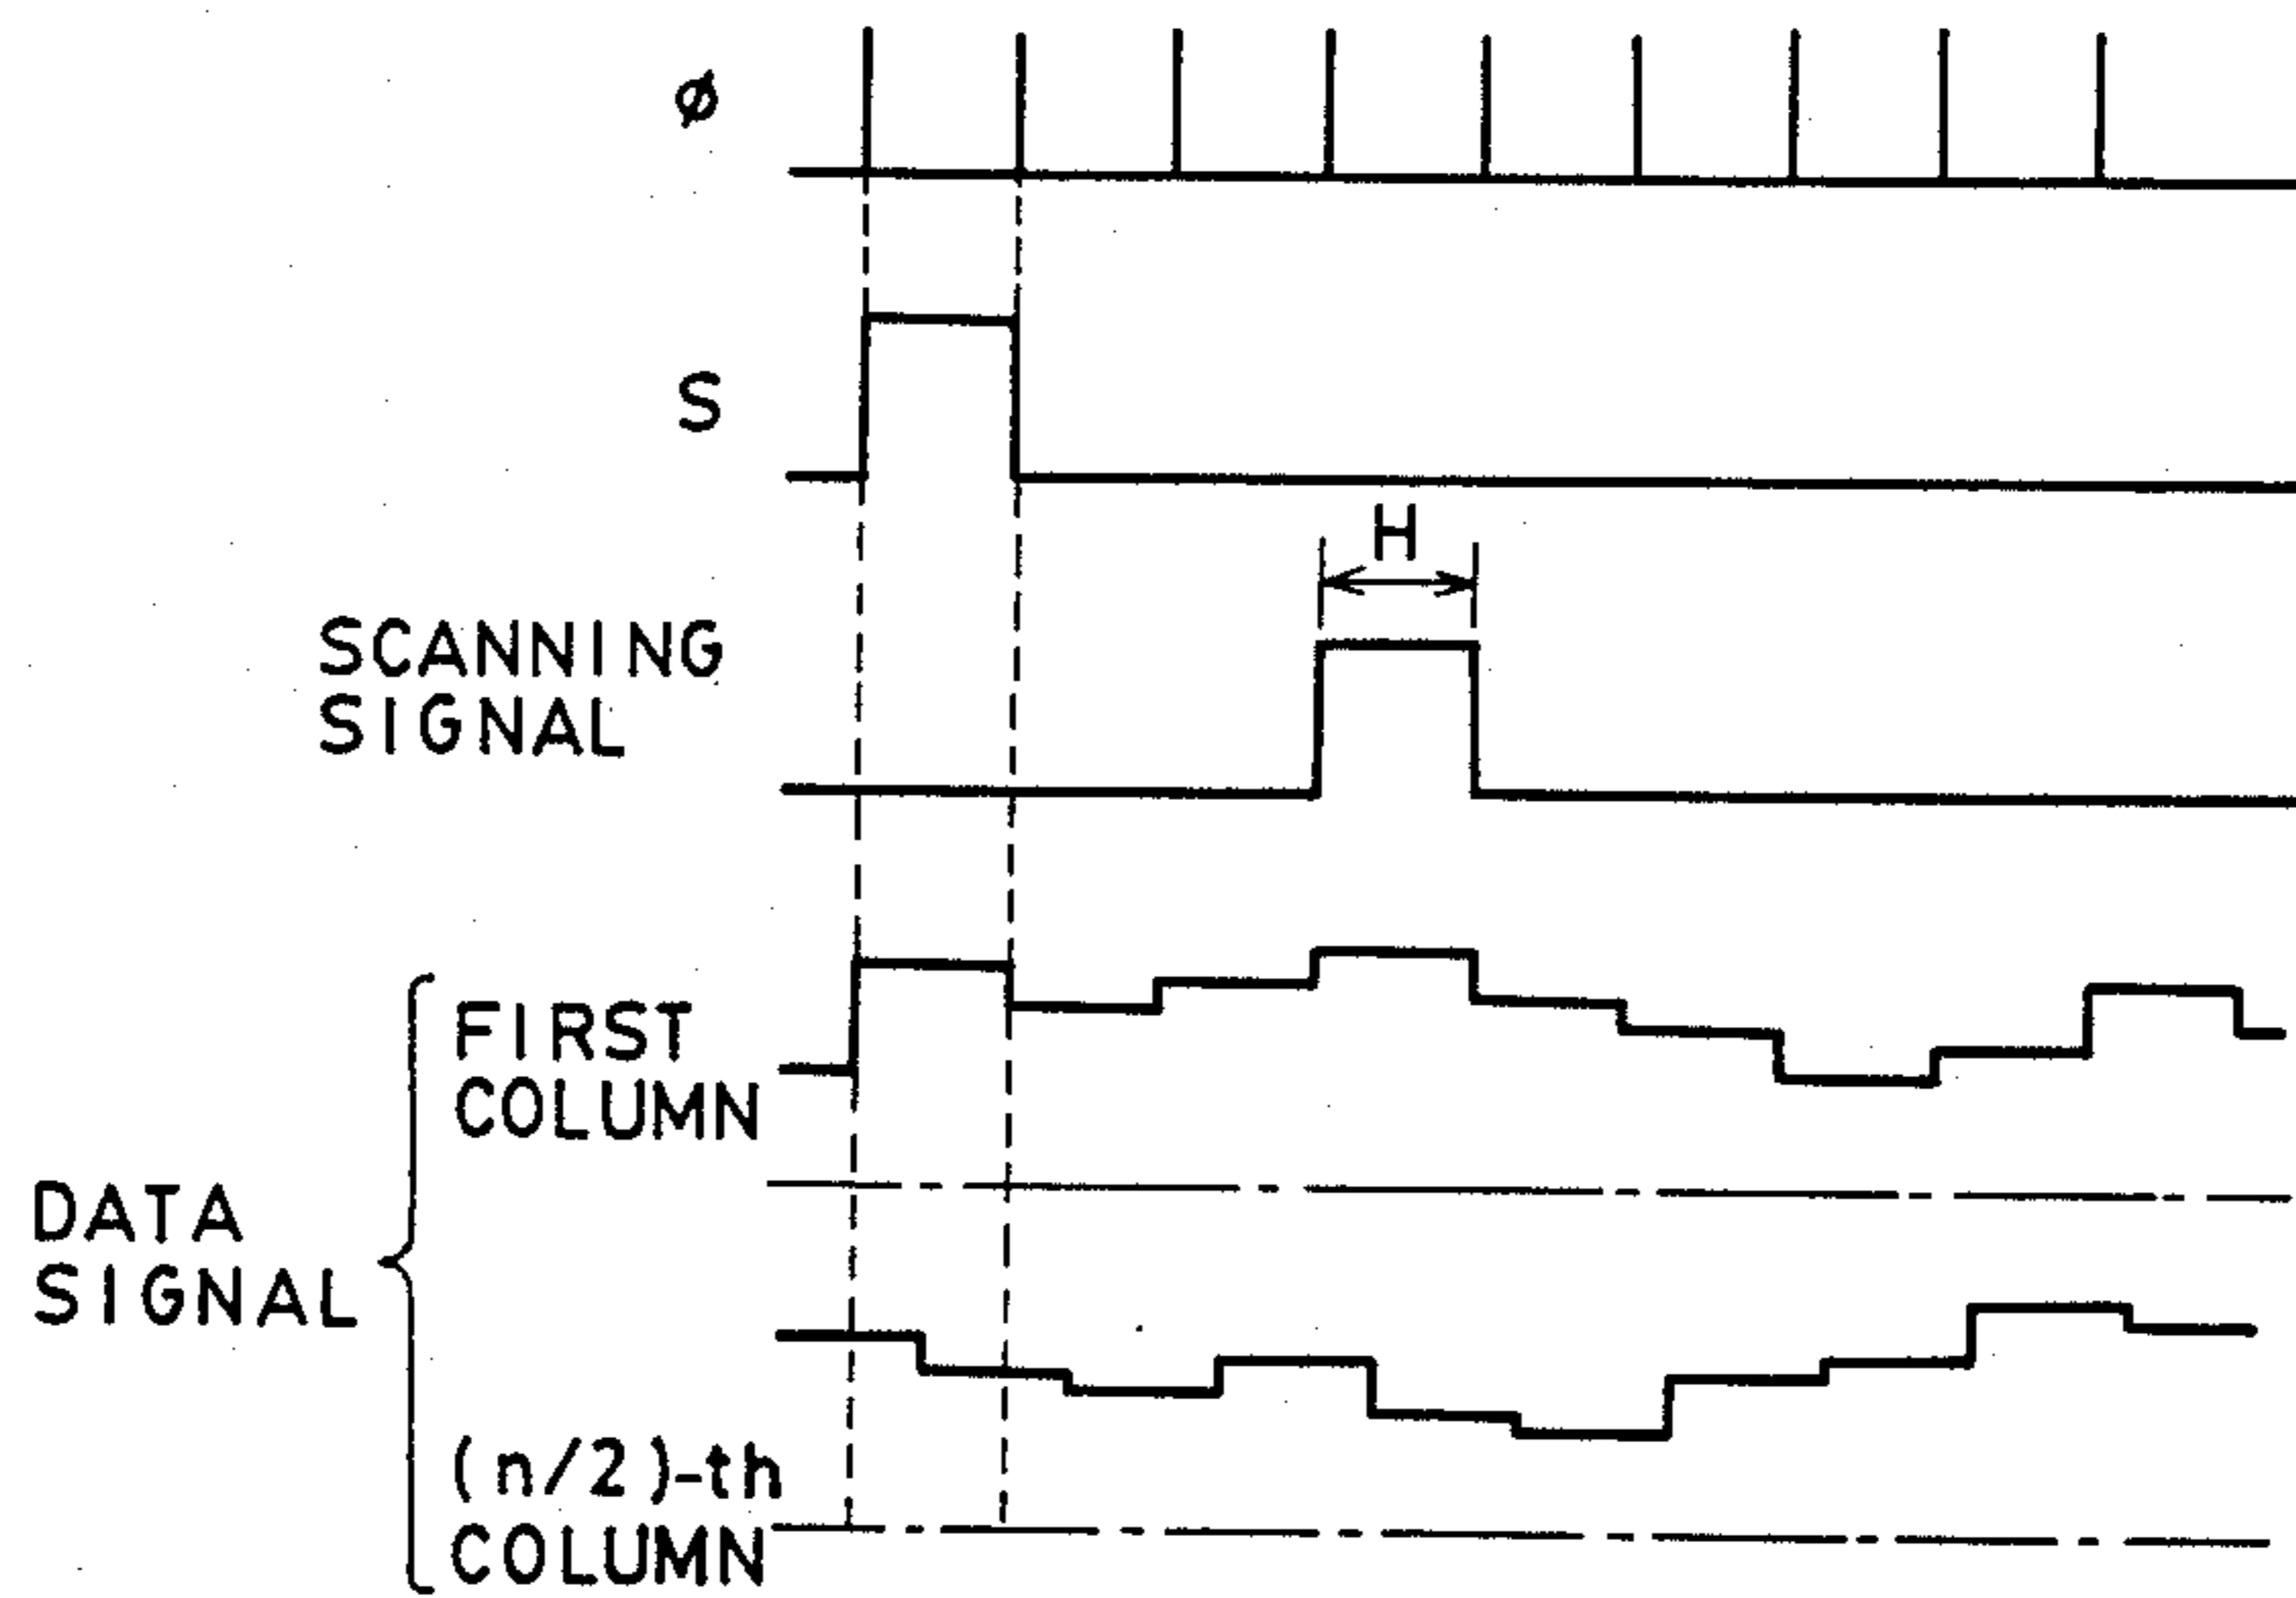 φ
S
H
SCANNING
SIGNAL
FIRST
COLUMN
DATA
SIGNAL
(n/2)-th
COLUMN